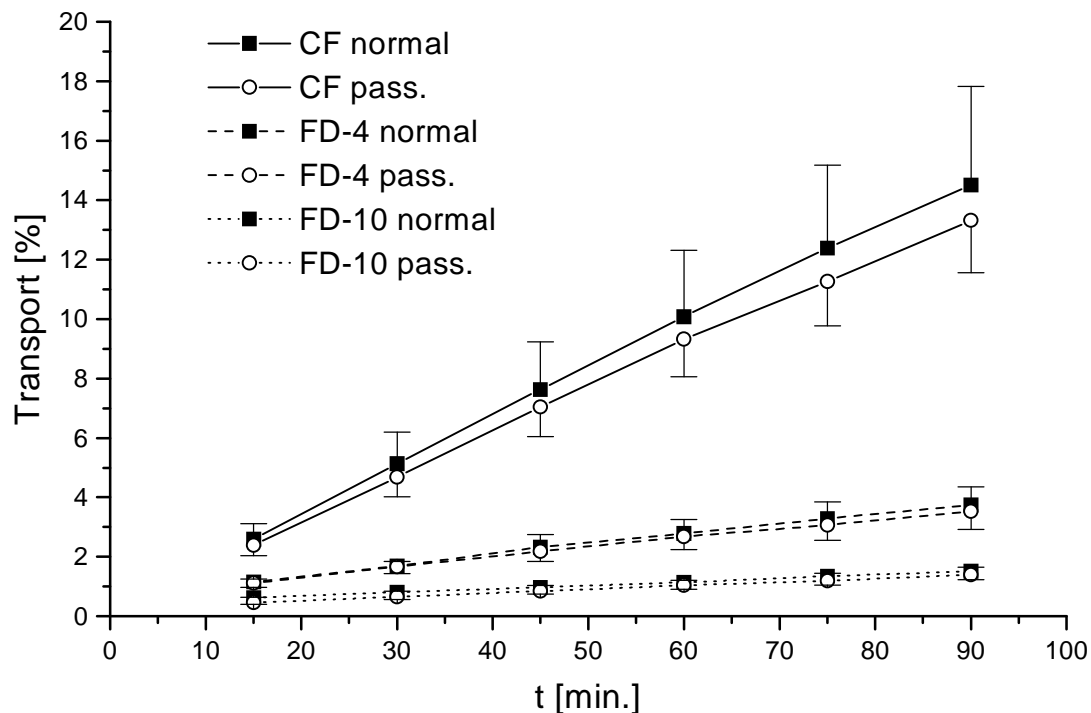 20
18
16
14
12
10
8
6
4
2
0
Transport [%]
CF normal
CF pass.
FD-4 normal
FD-4 pass.
FD-10 normal
FD-10 pass.
0 10 20 30 40 50 60 70 80 90 100
t [min.]